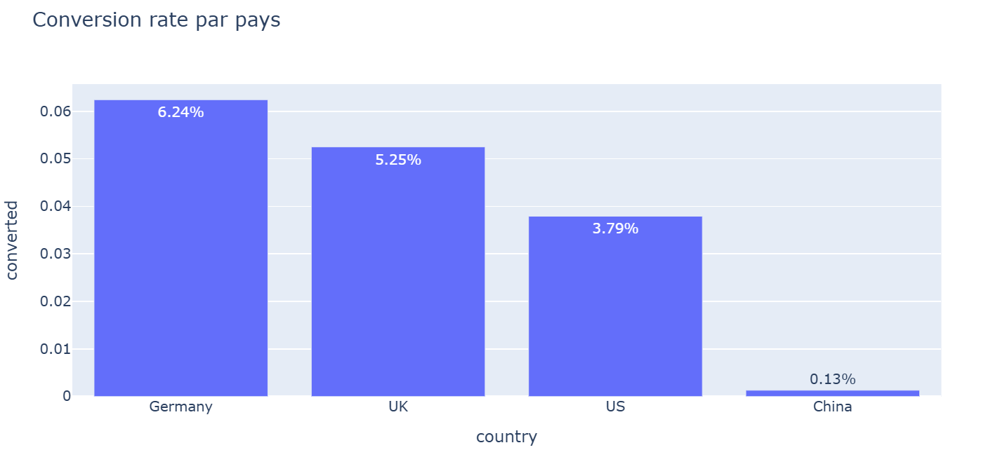 Conversion rate par pays
0.06
0.05
0.04
0.03
0.02
0.01
0
converted
6.24%
5.25%
3.79%
0.13%
Germany
UK
US
China
country